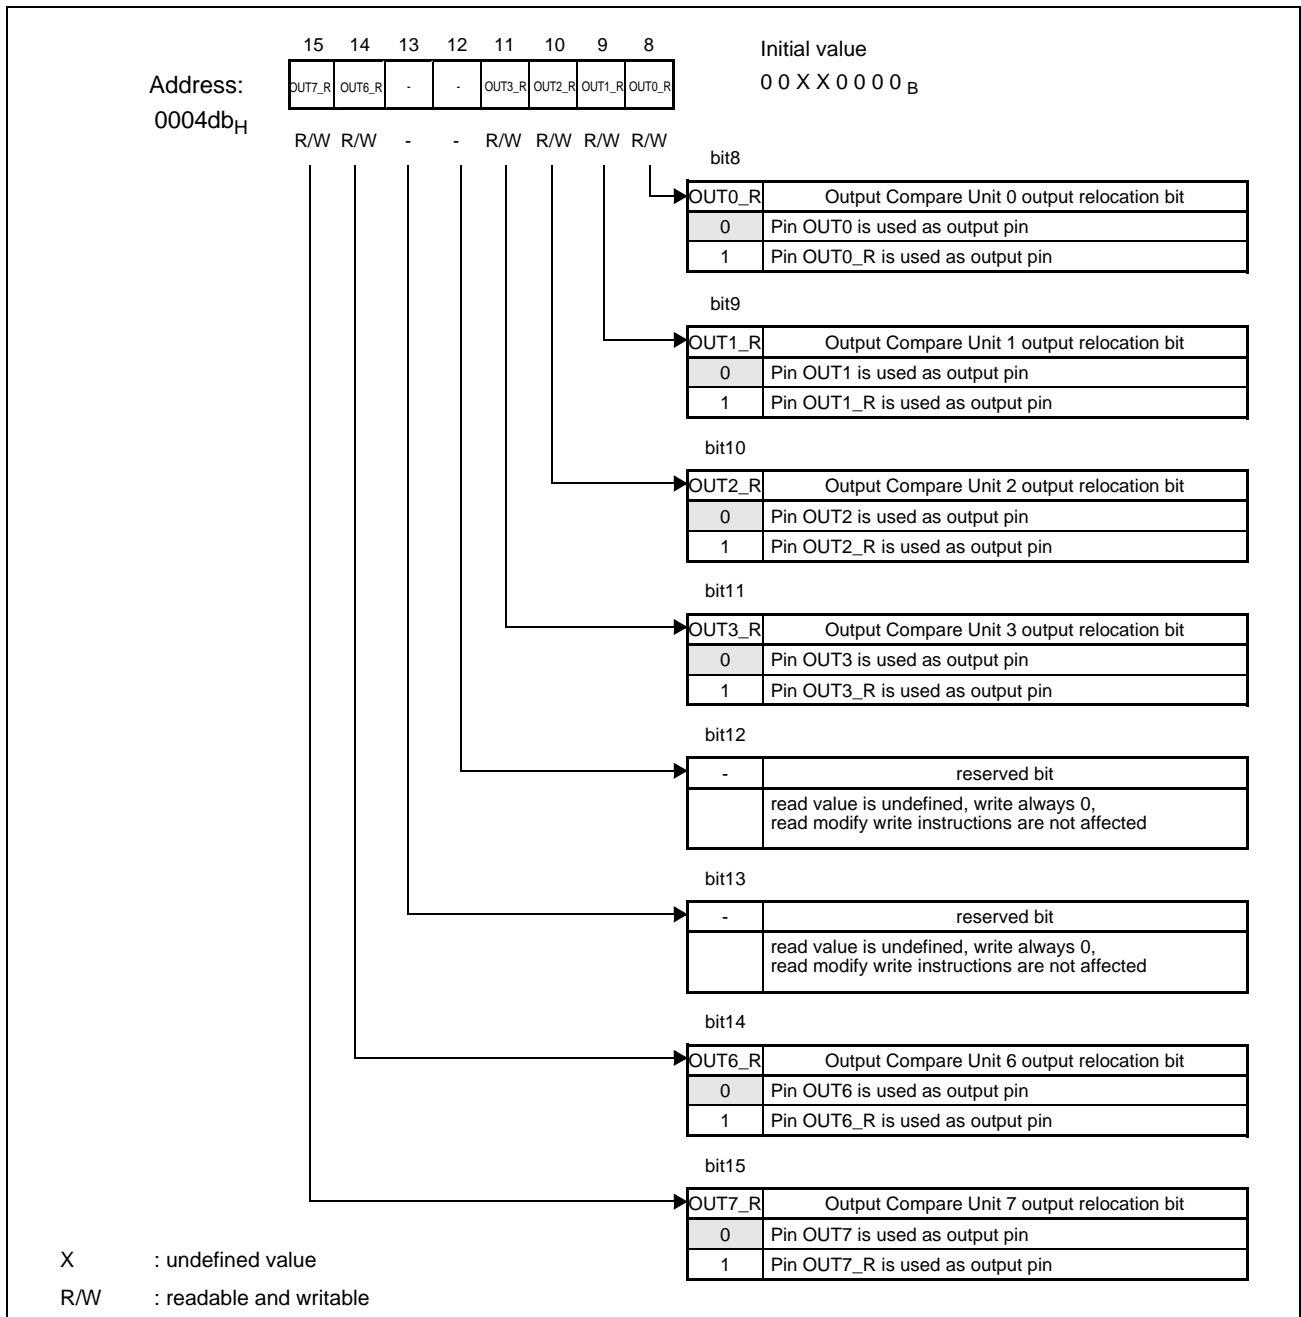 15 14 13 12 11 10 9 8
Initial value
Address:
OUT7_R OUT6_R - - OUT3_R OUT2_R OUT1_R OUT0_R
0 0 X X 0 0 0 0 B
0004dbH
R/W R/W - - R/W R/W R/W R/W
bit8
OUT0_R Output Compare Unit 0 output relocation bit
0 Pin OUT0 is used as output pin
1 Pin OUT0_R is used as output pin
bit9
OUT1_R Output Compare Unit 1 output relocation bit
0 Pin OUT1 is used as output pin
1 Pin OUT1_R is used as output pin
bit10
OUT2_R Output Compare Unit 2 output relocation bit
0 Pin OUT2 is used as output pin
1 Pin OUT2_R is used as output pin
bit11
OUT3_R Output Compare Unit 3 output relocation bit
0 Pin OUT3 is used as output pin
1 Pin OUT3_R is used as output pin
bit12
- reserved bit
read value is undefined, write always 0,
read modify write instructions are not affected
bit13
- reserved bit
read value is undefined, write always 0,
read modify write instructions are not affected
bit14
OUT6_R Output Compare Unit 6 output relocation bit
0 Pin OUT6 is used as output pin
1 Pin OUT6_R is used as output pin
bit15
OUT7_R Output Compare Unit 7 output relocation bit
0 Pin OUT7 is used as output pin
1 Pin OUT7_R is used as output pin
X : undefined value
R/W : readable and writable